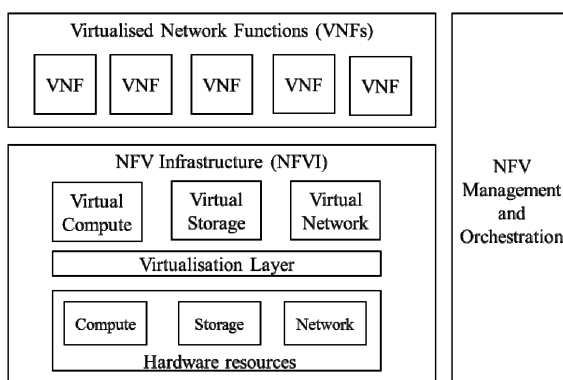 Virtualised Network Functions (VNFs)
VNF VNF VNF VNF VNF
NFV Infrastructure (NFVI)
Virtual
Compute
Virtual
Storage
Virtual
Network
Virtualisation Layer
Compute Storage Network
Hardware resources
NFV
Management
and
Orchestration